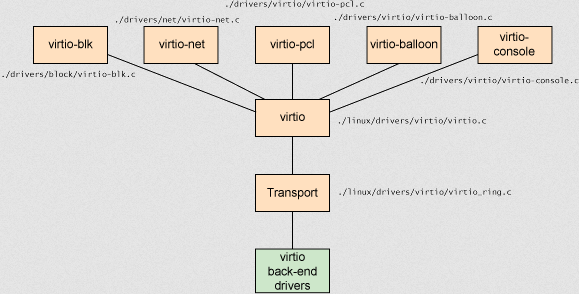 ./drivers/virtio/virtio-pcl.c
./drivers/net/virtio-net.c
./drivers/virtio/virtio-balloon.c
virtio-blk
virtio-net
virtio-pcl
virtio-balloon
virtio-
console
./drivers/block/virtio-blk.c
./drivers/virtio/virtio-console.c
virtio
./linux/drivers/virtio/virtio.c
Transport
./linux/drivers/virtio/virtio_ring.c
virtio
back-end
drivers